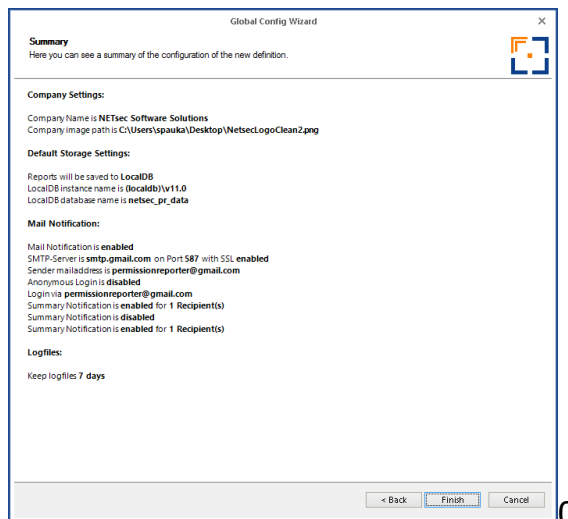 Global Config Wizard
Summary
Here you can see a summary of the configuration of the new definition.
Company Settings:
Company Name is NETsec Software Solutions
Company image path is C:\Users\spauka\Desktop\NetsecLogoClean2.png
Default Storage Settings:
Reports will be saved to LocalDB
LocalDB instance name is (localdb)\v11.0
LocalDB database name is netsec_pr_data
Mail Notification:
Mail Notification is enabled
SMTP-Server is smtp.gmail.com on Port 587 with SSL enabled
Sender mailaddress is permissionreporter@gmail.com
Anonymous Login is disabled
Login via permissionreporter@gmail.com
Summary Notification is enabled for 1 Recipient(s)
Summary Notification is disabled
Summary Notification is enabled for 1 Recipient(s)
Logfiles:
Keep logfiles 7 days
< Back Finish Cancel